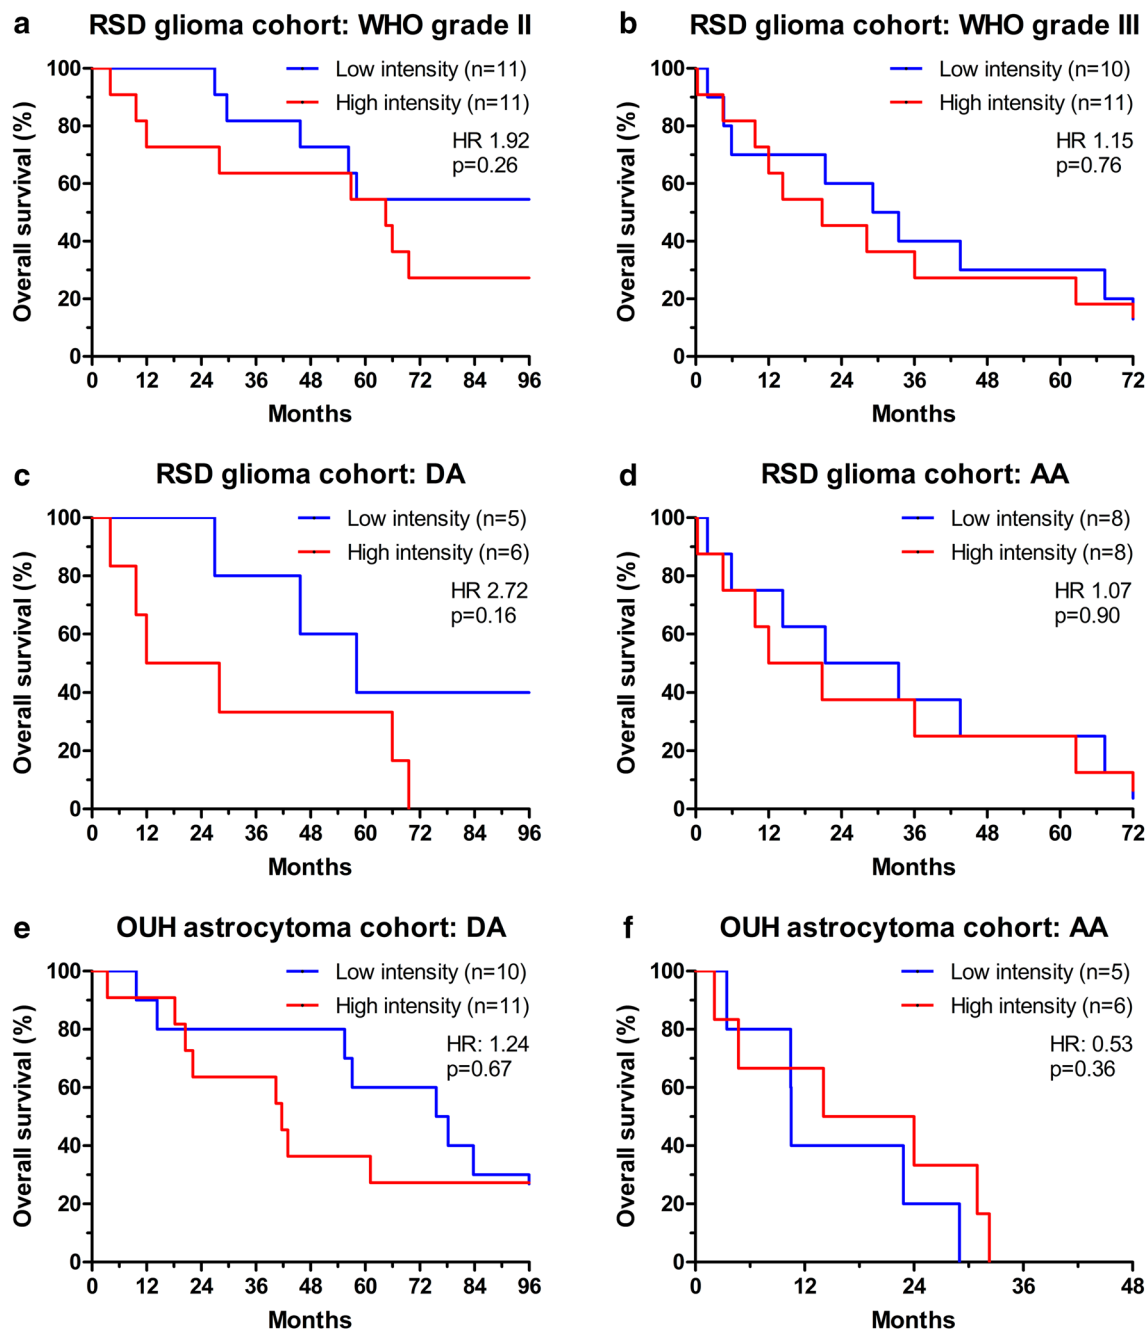 a RSD glioma cohort: WHO grade II
Low intensity (n=11)
High intensity (n=11)
HR 1.92
p=0.26
Overall survival (%)
100
80
60
40
20
0
0 12 24 36 48 60 72 84 96
Months
b RSD glioma cohort: WHO grade III
Low intensity (n=10)
High intensity (n=11)
HR 1.15
p=0.76
Overall survival (%)
100
80
60
40
20
0
0 12 24 36 48 60 72
Months
c RSD glioma cohort: DA
Low intensity (n=5)
High intensity (n=6)
HR 2.72
p=0.16
Overall survival (%)
100
80
60
40
20
0
0 12 24 36 48 60 72 84 96
Months
d RSD glioma cohort: AA
Low intensity (n=8)
High intensity (n=8)
HR 1.07
p=0.90
Overall survival (%)
100
80
60
40
20
0
0 12 24 36 48 60 72
Months
e OUH astrocytoma cohort: DA
Low intensity (n=10)
High intensity (n=11)
HR: 1.24
p=0.67
Overall survival (%)
100
80
60
40
20
0
0 12 24 36 48 60 72 84 96
Months
f OUH astrocytoma cohort: AA
Low intensity (n=5)
High intensity (n=6)
HR: 0.53
p=0.36
Overall survival (%)
100
80
60
40
20
0
0 12 24 36 48
Months